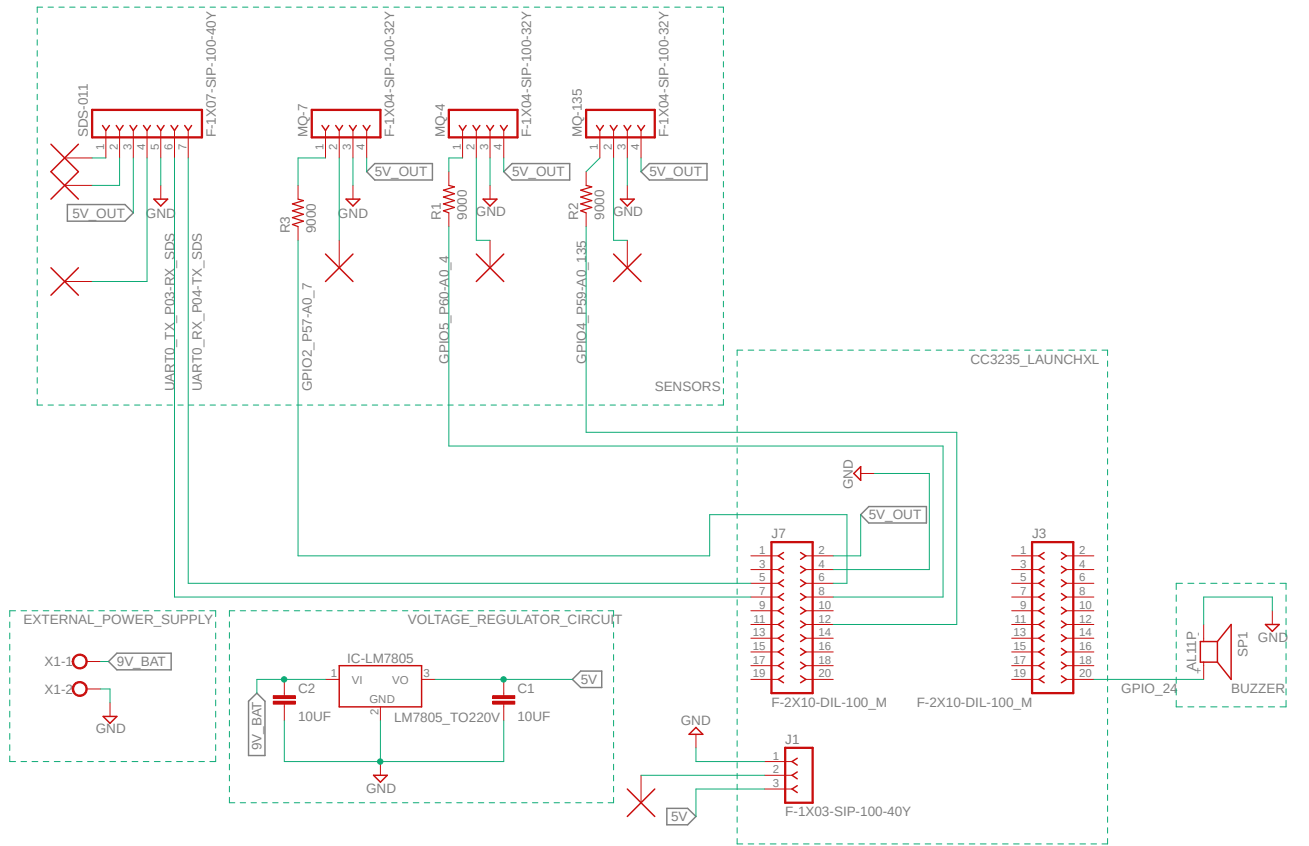 SDS-011
F-1X07-SIP-100-40Y
1 2 3 4 5 6 7
5V_OUT
GND
UART0_TX_P03-RX_SDS
UART0_RX_P04-TX_SDS
MQ-7
F-1X04-SIP-100-32Y
1 2 3 4
5V_OUT
GND
R3
9000
GPIO2_P57-A0_7
MQ-4
F-1X04-SIP-100-32Y
1 2 3 4
5V_OUT
GND
R1
9000
GPIO5_P60-A0_4
MQ-135
F-1X04-SIP-100-32Y
1 2 3 4
5V_OUT
GND
R2
9000
GPIO4_P59-A0_135
SENSORS
CC3235_LAUNCHXL
GND
5V_OUT
J7
1 2
3 4
5 6
7 8
9 10
11 12
13 14
15 16
17 18
19 20
F-2X10-DIL-100_M
J3
1 2
3 4
5 6
7 8
9 10
11 12
13 14
15 16
17 18
19 20
F-2X10-DIL-100_M
GPIO_24
AL11P
-
+
SP1
GND
BUZZER
EXTERNAL_POWER_SUPPLY
X1-1
9V_BAT
X1-2
GND
VOLTAGE_REGULATOR_CIRCUIT
IC-LM7805
1
VI
VO
3
GND
2
LM7805_TO220V
C2
10UF
C1
10UF
5V
9V_BAT
GND
GND
J1
1
2
3
5V
F-1X03-SIP-100-40Y